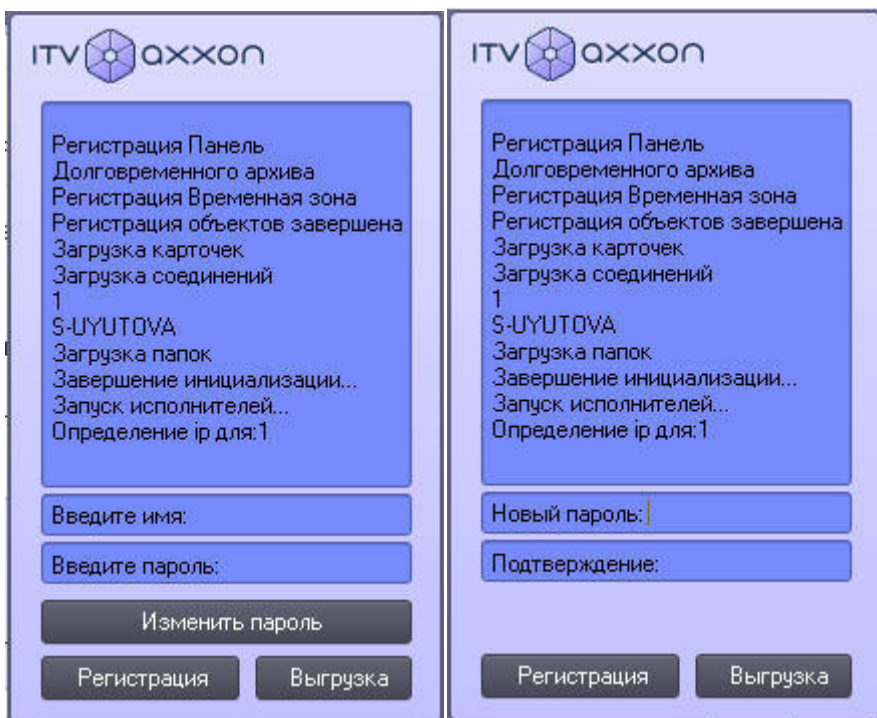 ITV axxon
Регистрация Панель
Долговременного архива
Регистрация Временная зона
Регистрация объектов завершена
Загрузка карточек
Загрузка соединений
1
S-UYUTOVA
Загрузка папок
Завершение инициализации...
Запуск исполнителей...
Определение ip для:1
Введите имя:
Введите пароль:
Изменить пароль
Регистрация
Выгрузка
ITV axxon
Регистрация Панель
Долговременного архива
Регистрация Временная зона
Регистрация объектов завершена
Загрузка карточек
Загрузка соединений
1
S-UYUTOVA
Загрузка папок
Завершение инициализации...
Запуск исполнителей...
Определение ip для:1
Новый пароль:
Подтверждение:
Регистрация
Выгрузка